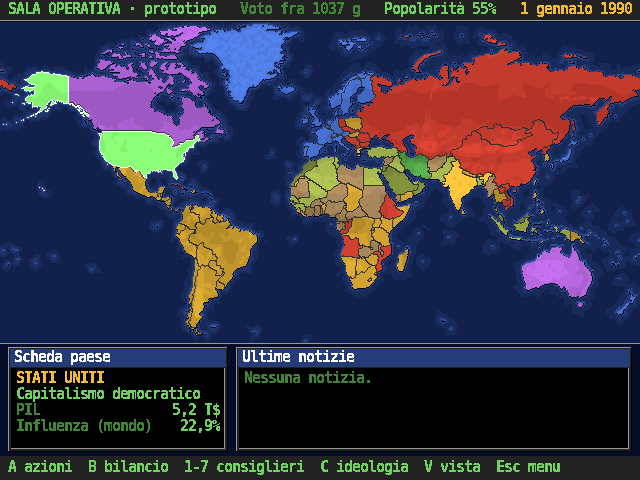 SALA OPERATIVA · prototipo Voto fra 1037 g Popolarità 55% 1 gennaio 1990
Scheda paese
STATI UNITI
Capitalismo democratico
PIL 5,2 T$
Influenza (mondo) 22,9%
Ultime notizie
Nessuna notizia.
A azioni B bilancio 1-7 consiglieri C ideologia V vista Esc menu